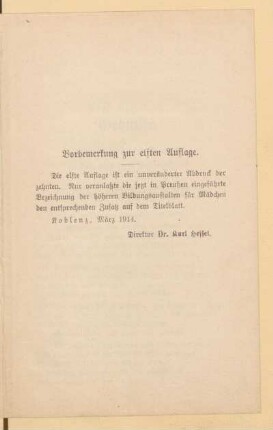 Vorbemerkung zur elften Auflage.
Die elfte Auflage ist ein unveränderter Abdruck der
zehnten. Nur veranlaßte die jetzt in Preußen eingeführte
Bezeichnung der höheren Bildungsanstalten für Mädchen
den entsprechenden Zusatz auf dem Titelblatt.
Koblenz, März 1914.
Direktor Dr. Karl Hessel.